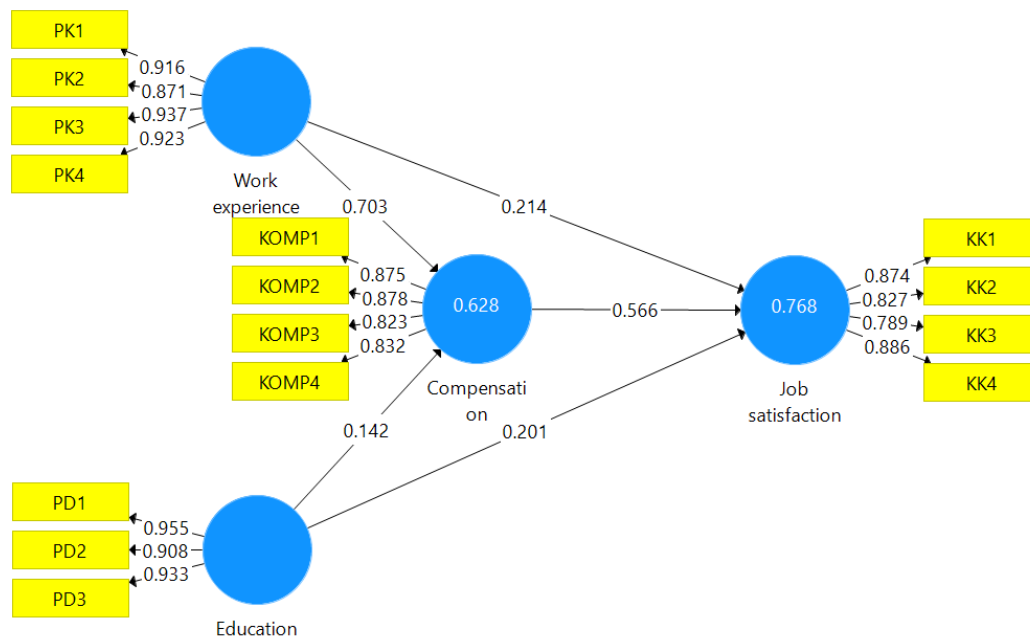 PK1
PK2
PK3
PK4
0.916
0.871
0.937
0.923
Work
experience
0.703
0.214
KOMP1
KOMP2
KOMP3
KOMP4
0.875
0.878
0.823
0.832
0.628
Compensati
on
0.566
0.768
Job
satisfaction
0.874
0.827
0.789
0.886
KK1
KK2
KK3
KK4
0.142
0.201
PD1
PD2
PD3
0.955
0.908
0.933
Education